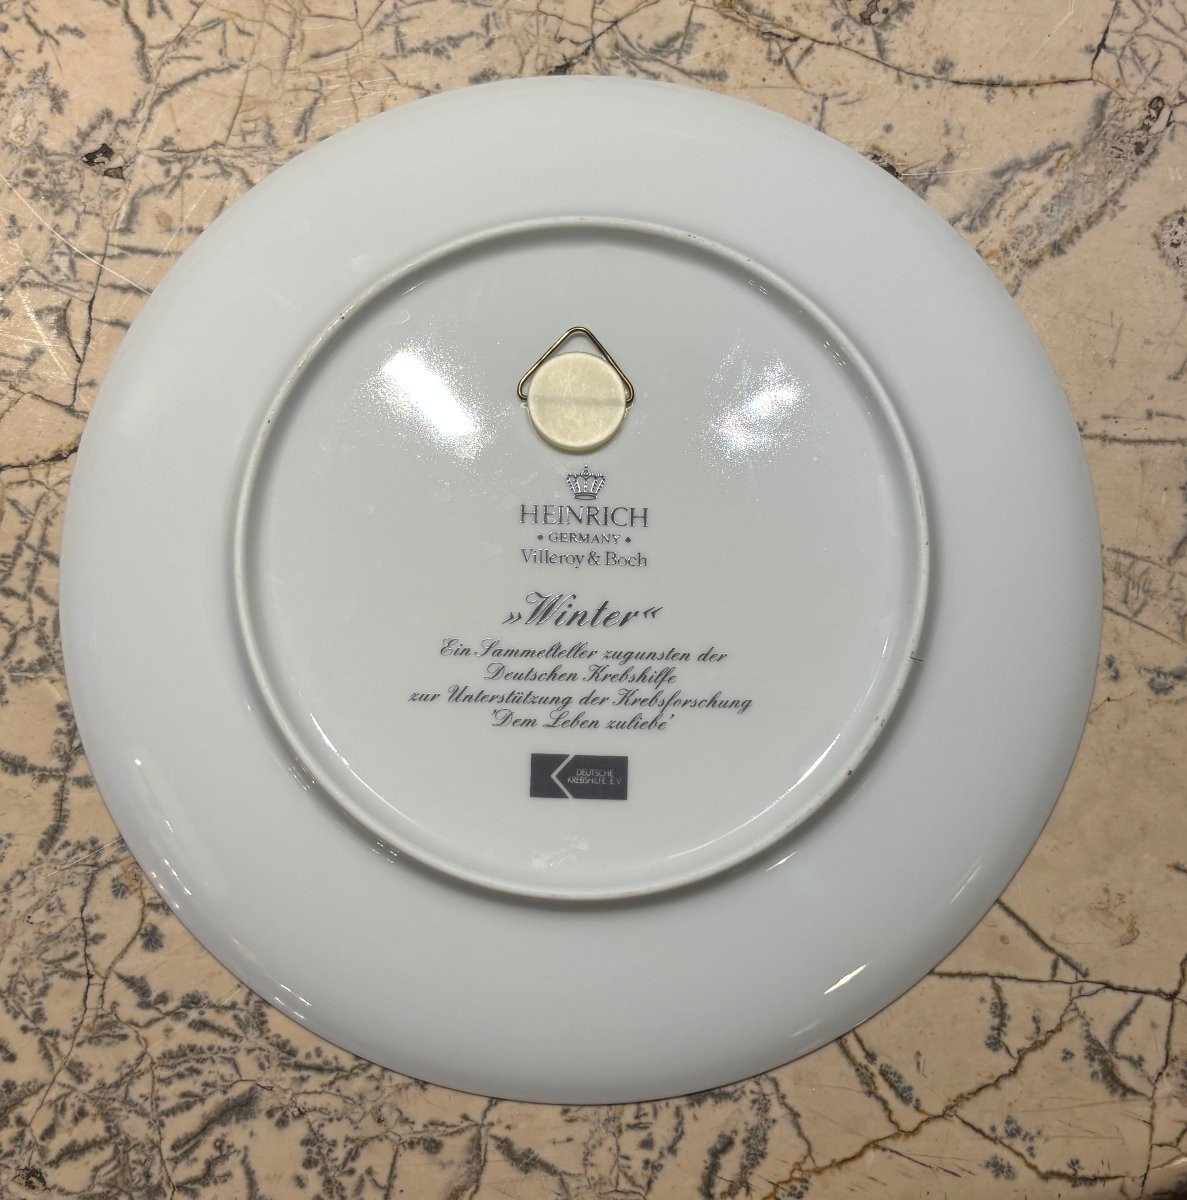 HEINRICH
• GERMANY •
Villeroy & Boch
»Winter«
Ein Sammelteller zugunsten der
Deutschen Krebshilfe
zur Unterstützung der Krebsforschung
'Dem Leben zuliebe'
DEUTSCHE
KREBSHILFE E.V.